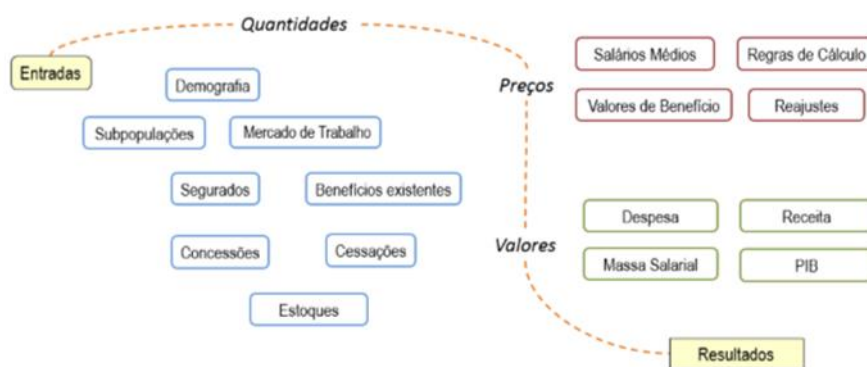 Quantidades
Entradas
Demografia
Subpopulações
Mercado de Trabalho
Segurados
Benefícios existentes
Concessões
Cessações
Estoques
Preços
Salários Médios
Regras de Cálculo
Valores de Benefício
Reajustes
Valores
Despesa
Receita
Massa Salarial
PIB
Resultados